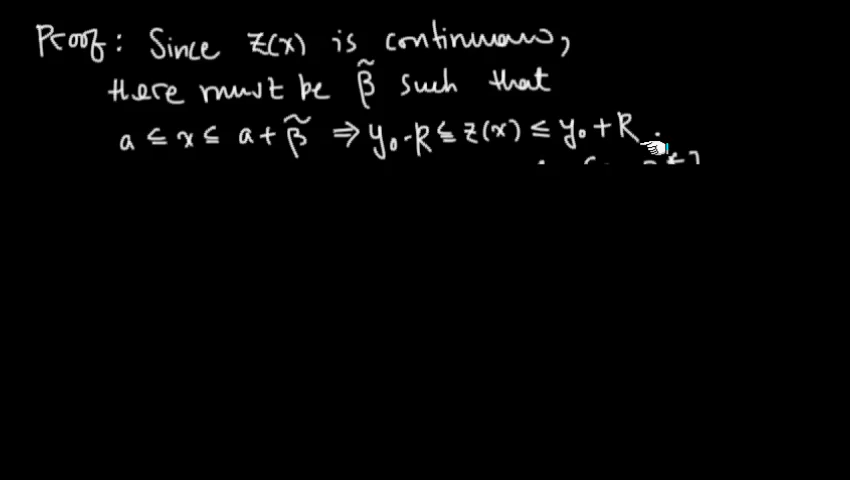 Proof: Since z(x) is continuous,
there must be β̃ such that
a ≤ x ≤ a + β̃ ⇒ y₀ - R ≤ z(x) ≤ y₀ + R.